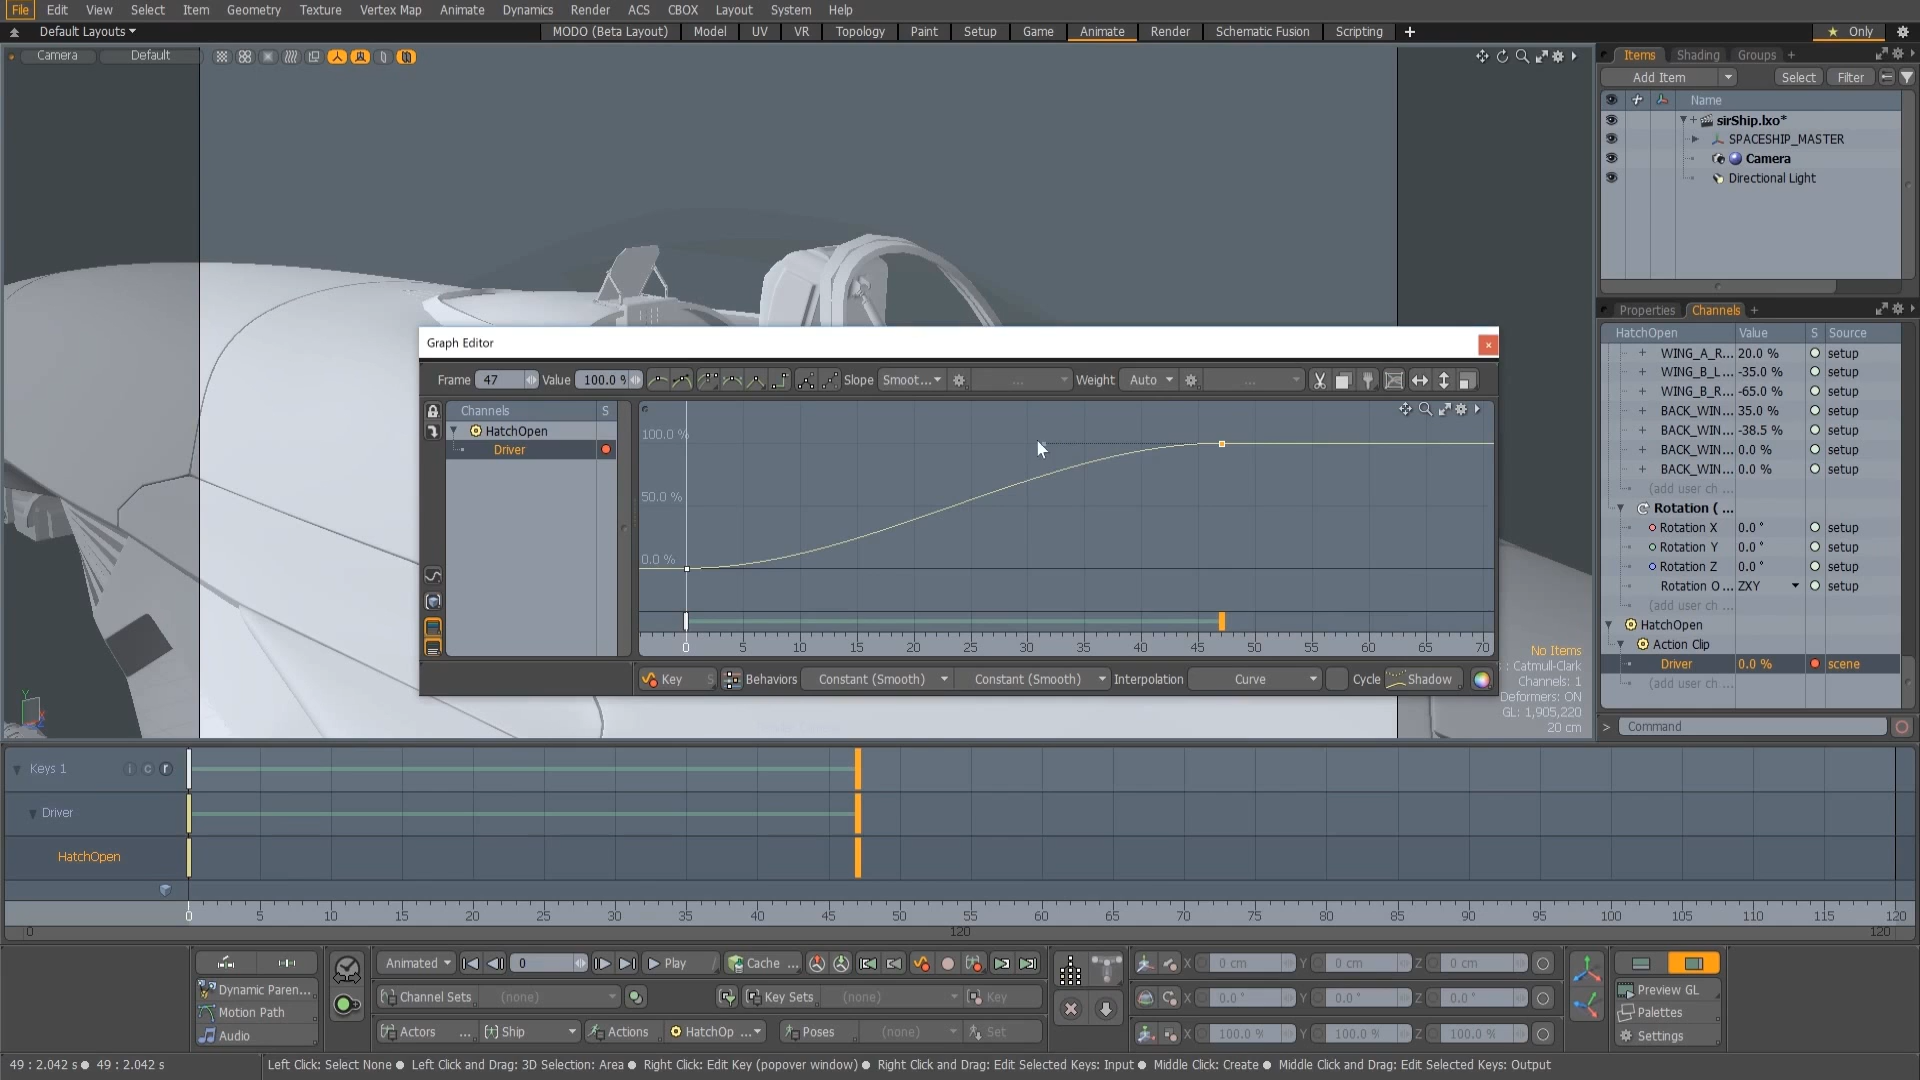 File Edit View Select Item Geometry Texture Vertex Map Animate Dynamics Render ACS CBOX Layout System Help
Default Layouts MODO (Beta Layout) Model UV VR Topology Paint Setup Game Animate Render Schematic Fusion Scripting + Only
Camera Default
Items Shading Groups +
Add Item Select Filter
Name
sirShip.lxo*
SPACESHIP_MASTER
Camera
Directional Light
Properties Channels +
HatchOpen Value S Source
WING_A_R... 20.0 % setup
WING_B_L... -35.0 % setup
WING_B_R... -65.0 % setup
BACK_WIN... 35.0 % setup
BACK_WIN... -38.5 % setup
BACK_WIN... 0.0 % setup
BACK_WIN... 0.0 % setup
(add user ch ...
Rotation ( ...
Rotation X 0.0 ° setup
Rotation Y 0.0 ° setup
Rotation Z 0.0 ° setup
Rotation O ... ZXY setup
(add user ch ...
HatchOpen
Action Clip
Driver 0.0 % scene
(add user ch ...
> Command
Graph Editor
Frame 47 Value 100.0 % Slope Smoot... ... Weight Auto ...
Channels S
HatchOpen
Driver
100.0 %
50.0 %
0.0 %
0 5 10 15 20 25 30 35 40 45 50 55 60 65 70
Key S Behaviors Constant (Smooth) Constant (Smooth) Interpolation Curve Cycle Shadow
No Items
: Catmull-Clark
Channels: 1
Deformers: ON
GL: 1,905,220
20 cm
Y
Keys 1 i c r
Driver
HatchOpen
0 5 10 15 20 25 30 35 40 45 50 55 60 65 70 75 80 85 90 95 100 105 110 115 120
0 120 120
Animated 0 Play Cache ... X 0 cm Y 0 cm Z 0 cm
Dynamic Paren... Channel Sets (none) Key Sets (none) Key X 0.0 ° Y 0.0 ° Z 0.0 ° Preview GL
Motion Path Palettes
Audio Actors ... Ship Actions HatchOp ... Poses (none) Set X 100.0 % Y 100.0 % Z 100.0 % Settings
49 : 2.042 s 49 : 2.042 s Left Click: Select None ● Left Click and Drag: 3D Selection: Area ● Right Click: Edit Key (popover window) ● Right Click and Drag: Edit Selected Keys: Input ● Middle Click: Create ● Middle Click and Drag: Edit Selected Keys: Output